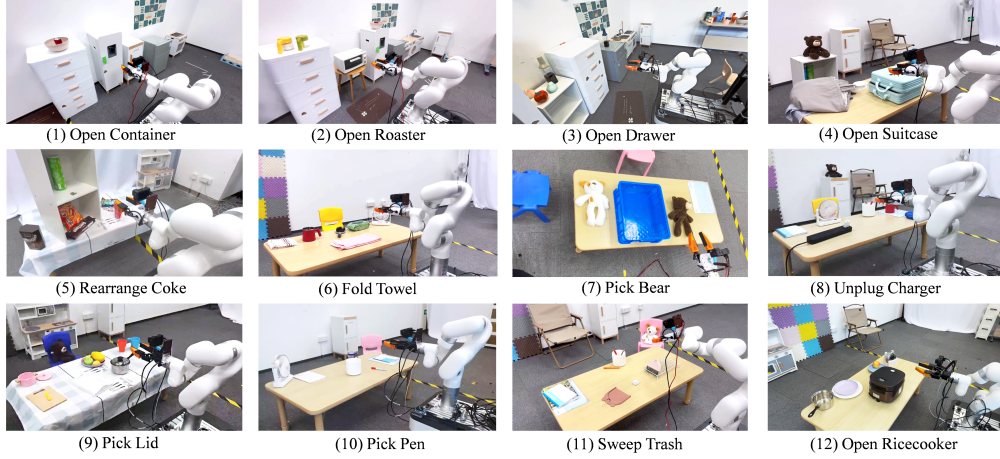 (1) Open Container
(2) Open Roaster
(3) Open Drawer
(4) Open Suitcase
(5) Rearrange Coke
(6) Fold Towel
(7) Pick Bear
(8) Unplug Charger
(9) Pick Lid
(10) Pick Pen
(11) Sweep Trash
(12) Open Ricecooker